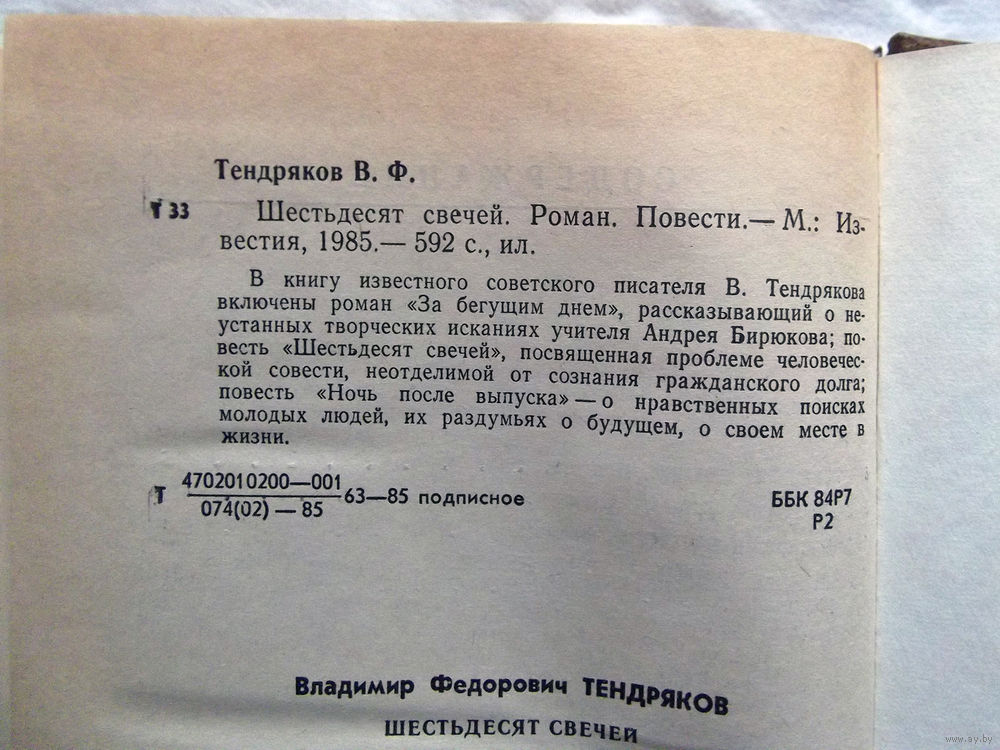 Тендряков В. Ф.
Т 33
Шестьдесят свечей. Роман. Повести.— М.: Из-
вестия, 1985.— 592 с., ил.
В книгу известного советского писателя В. Тендрякова
включены роман «За бегущим днем», рассказывающий о не-
устанных творческих исканиях учителя Андрея Бирюкова; по-
весть «Шестьдесят свечей», посвященная проблеме человечес-
кой совести, неотделимой от сознания гражданского долга;
повесть «Ночь после выпуска» — о нравственных поисках
молодых людей, их раздумьях о будущем, о своем месте в
жизни.
Т 4702010200—001 63—85 подписное
074(02) — 85
ББК 84Р7
Р2
Владимир Федорович ТЕНДРЯКОВ
ШЕСТЬДЕСЯТ СВЕЧЕЙ
www.ay.by